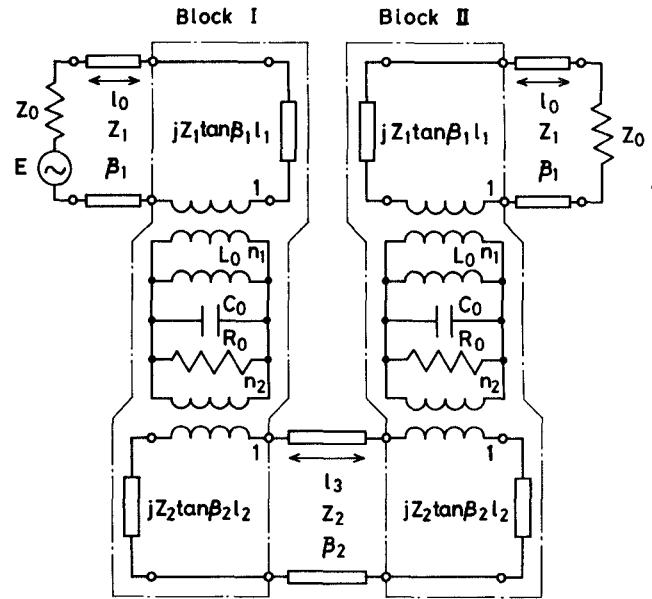 Block I
Block II
Z₀
E
l₀
Z₁
β₁
jZ₁tanβ₁l₁
1
jZ₁tanβ₁l₁
1
l₀
Z₁
β₁
Z₀
L₀ n₁
C₀
R₀
n₂
L₀ n₁
C₀
R₀
n₂
1
jZ₂tanβ₂l₂
l₃
Z₂
β₂
1
jZ₂tanβ₂l₂